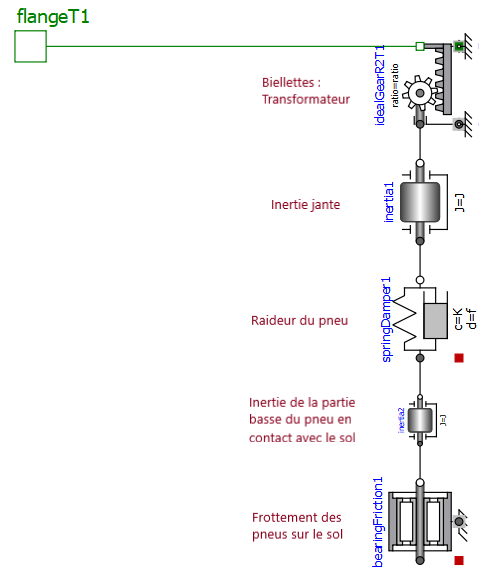 flangeT1
Biellettes :
Transformateur
idealGearR2T1
ratio=ratio
Inertie jante
inertia1
J=J
Raideur du pneu
springDamper1
c=K
d=f
Inertie de la partie
basse du pneu en
contact avec le sol
inertia2
J=J
Frottement des
pneus sur le sol
bearingFriction1